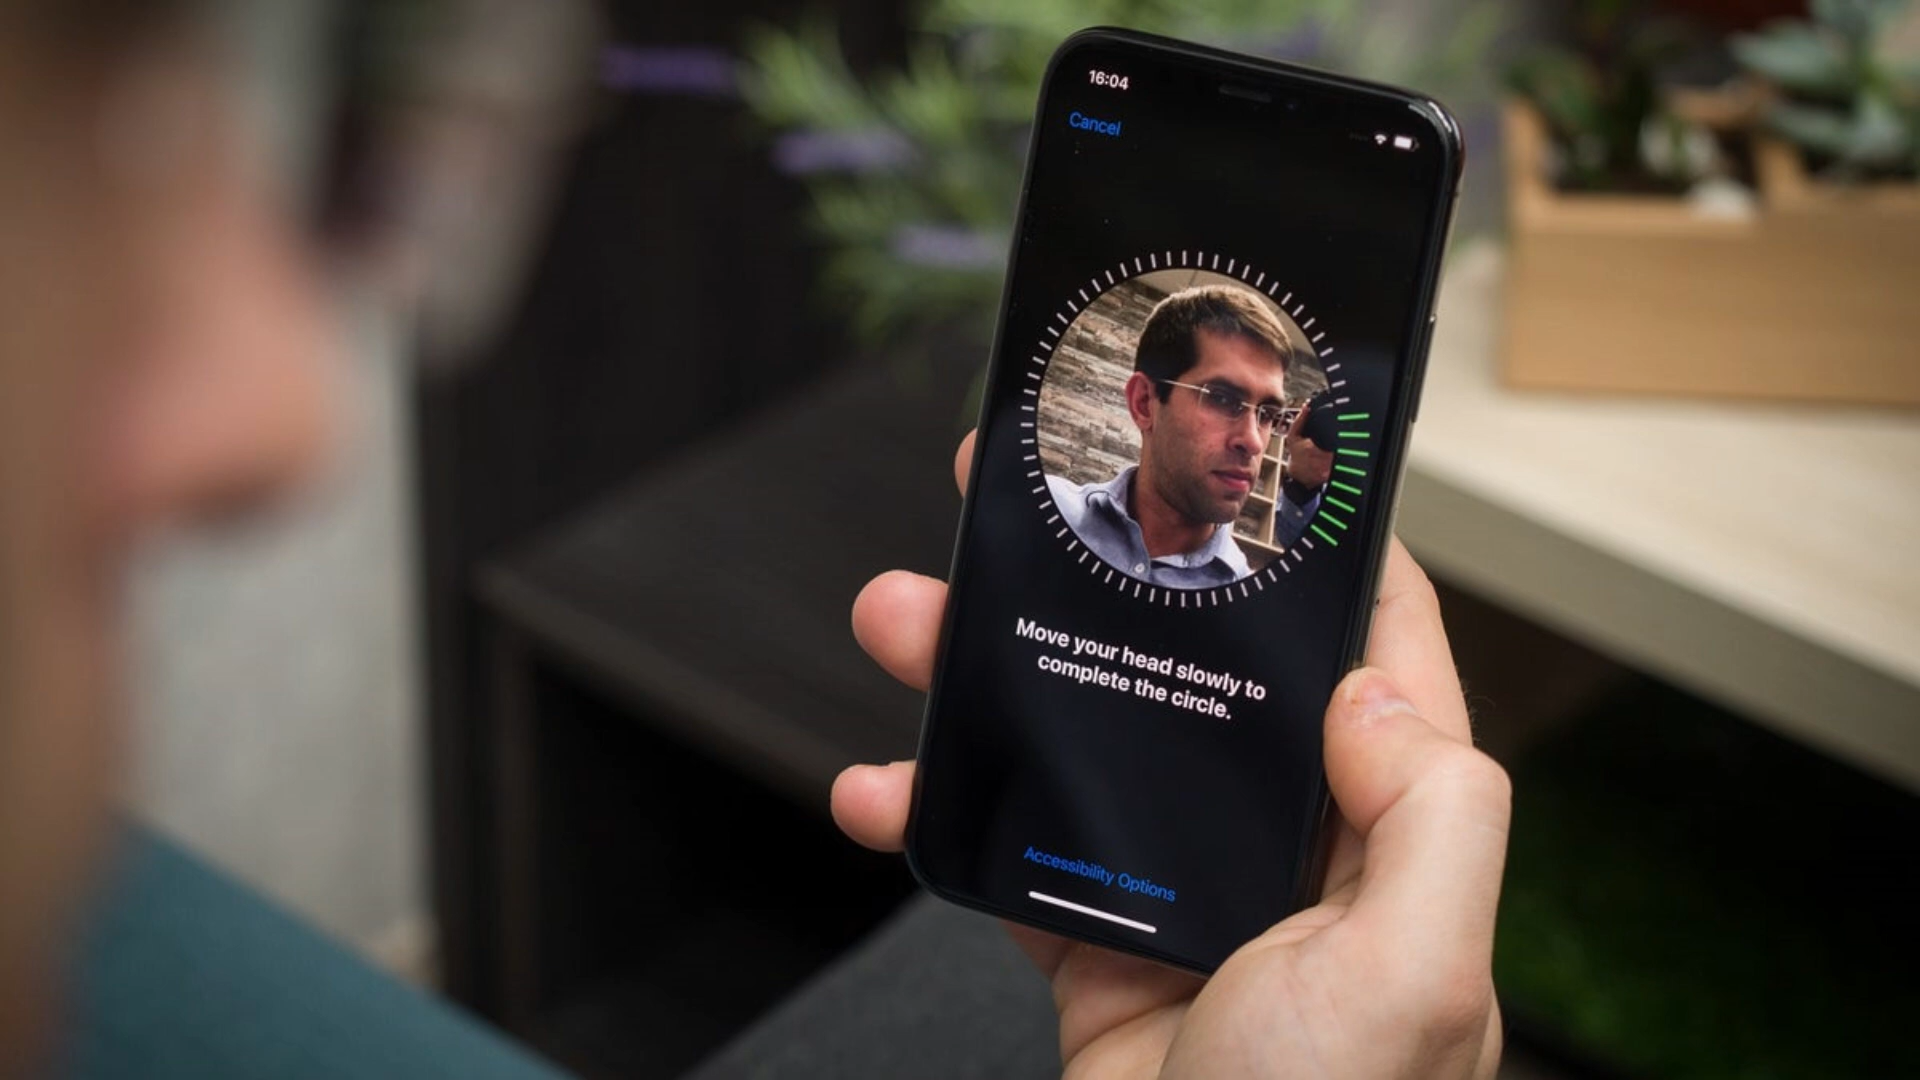 16:04
Cancel
Move your head slowly to
complete the circle.
Accessibility Options